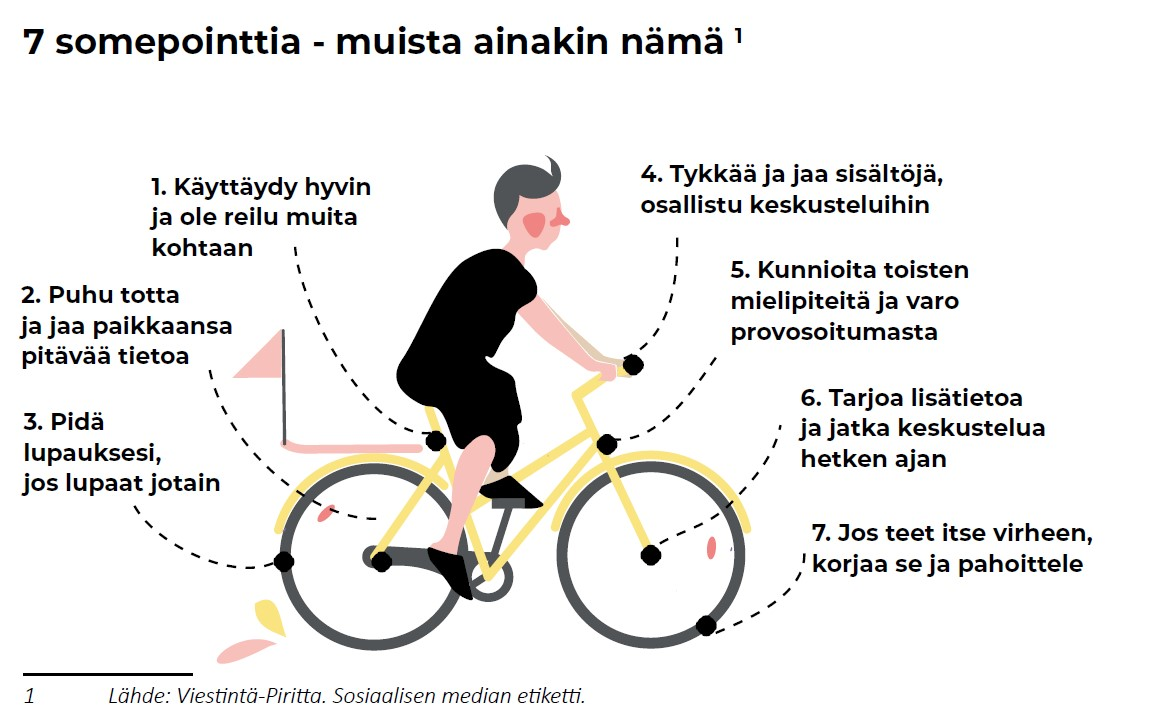 7 somepointtia - muista ainakin nämä ¹
1. Käyttäydy hyvin
ja ole reilu muita
kohtaan
2. Puhu totta
ja jaa paikkaansa
pitävää tietoa
3. Pidä
lupauksesi,
jos lupaat jotain
4. Tykkää ja jaa sisältöjä,
osallistu keskusteluihin
5. Kunnioita toisten
mielipiteitä ja varo
provosoitumasta
6. Tarjoa lisätietoa
ja jatka keskustelua
hetken ajan
7. Jos teet itse virheen,
korjaa se ja pahoittele
1 Lähde: Viestintä-Piritta. Sosiaalisen median etiketti.